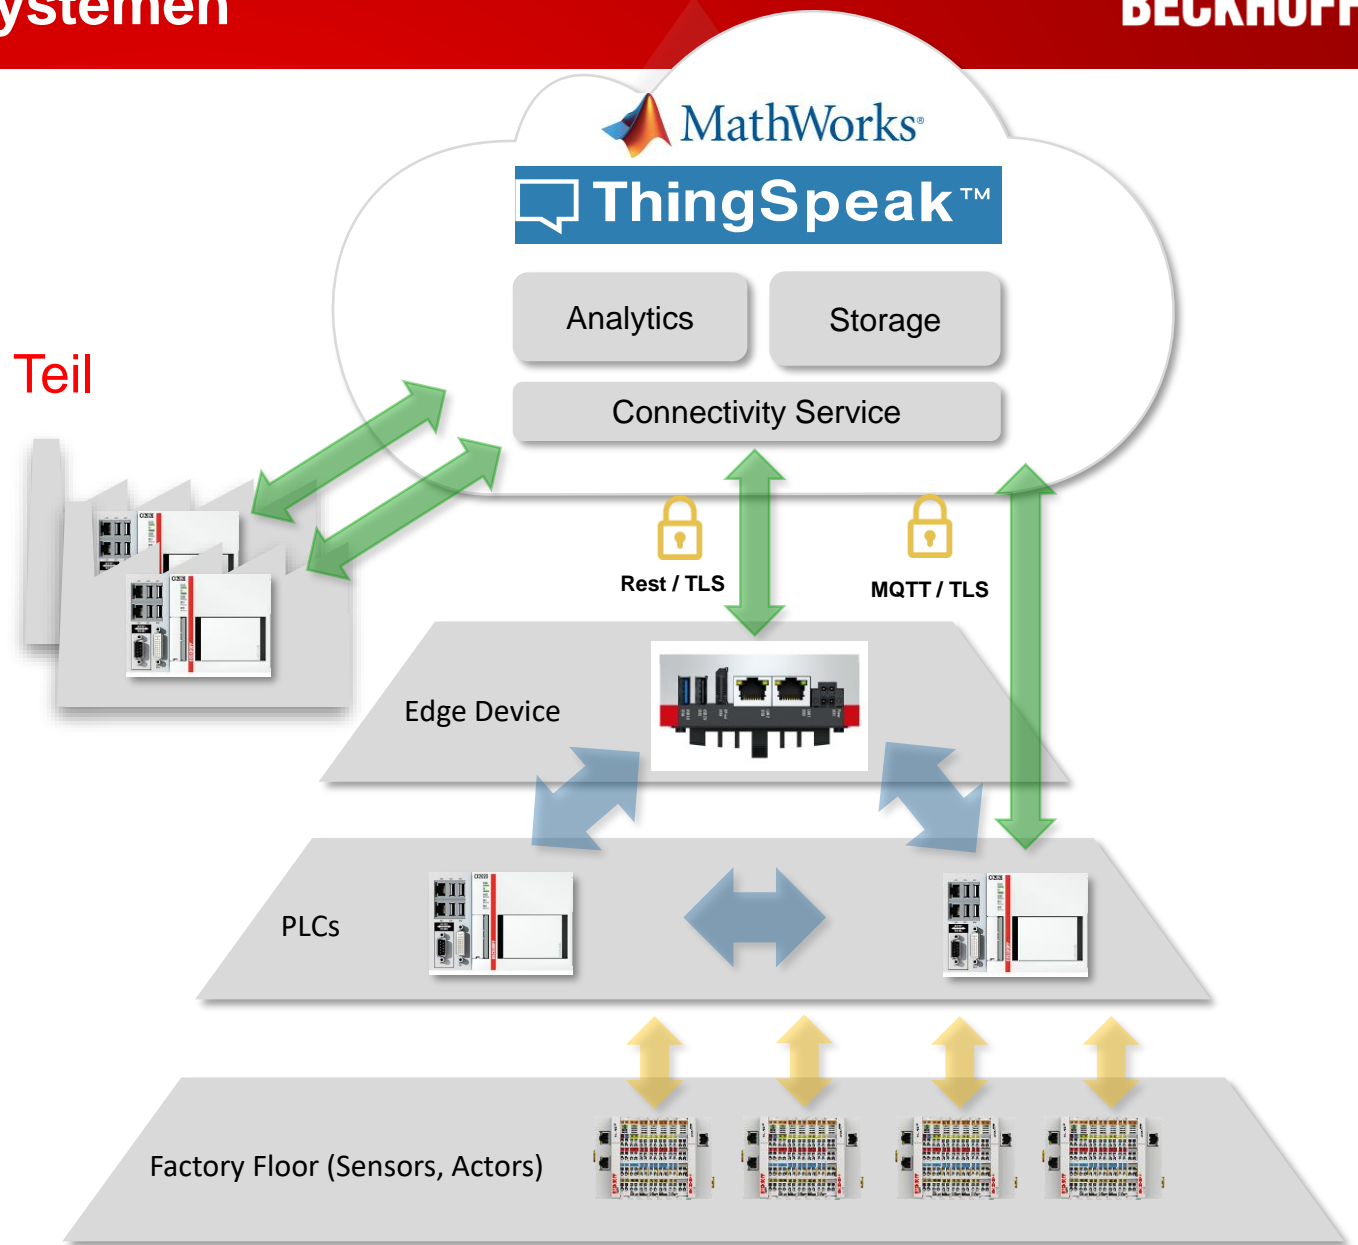 ystemen
BECKHOFF
MathWorks®
ThingSpeak™
Analytics
Storage
Teil
Connectivity Service
Rest / TLS
MQTT / TLS
Edge Device
PLCs
Factory Floor (Sensors, Actors)